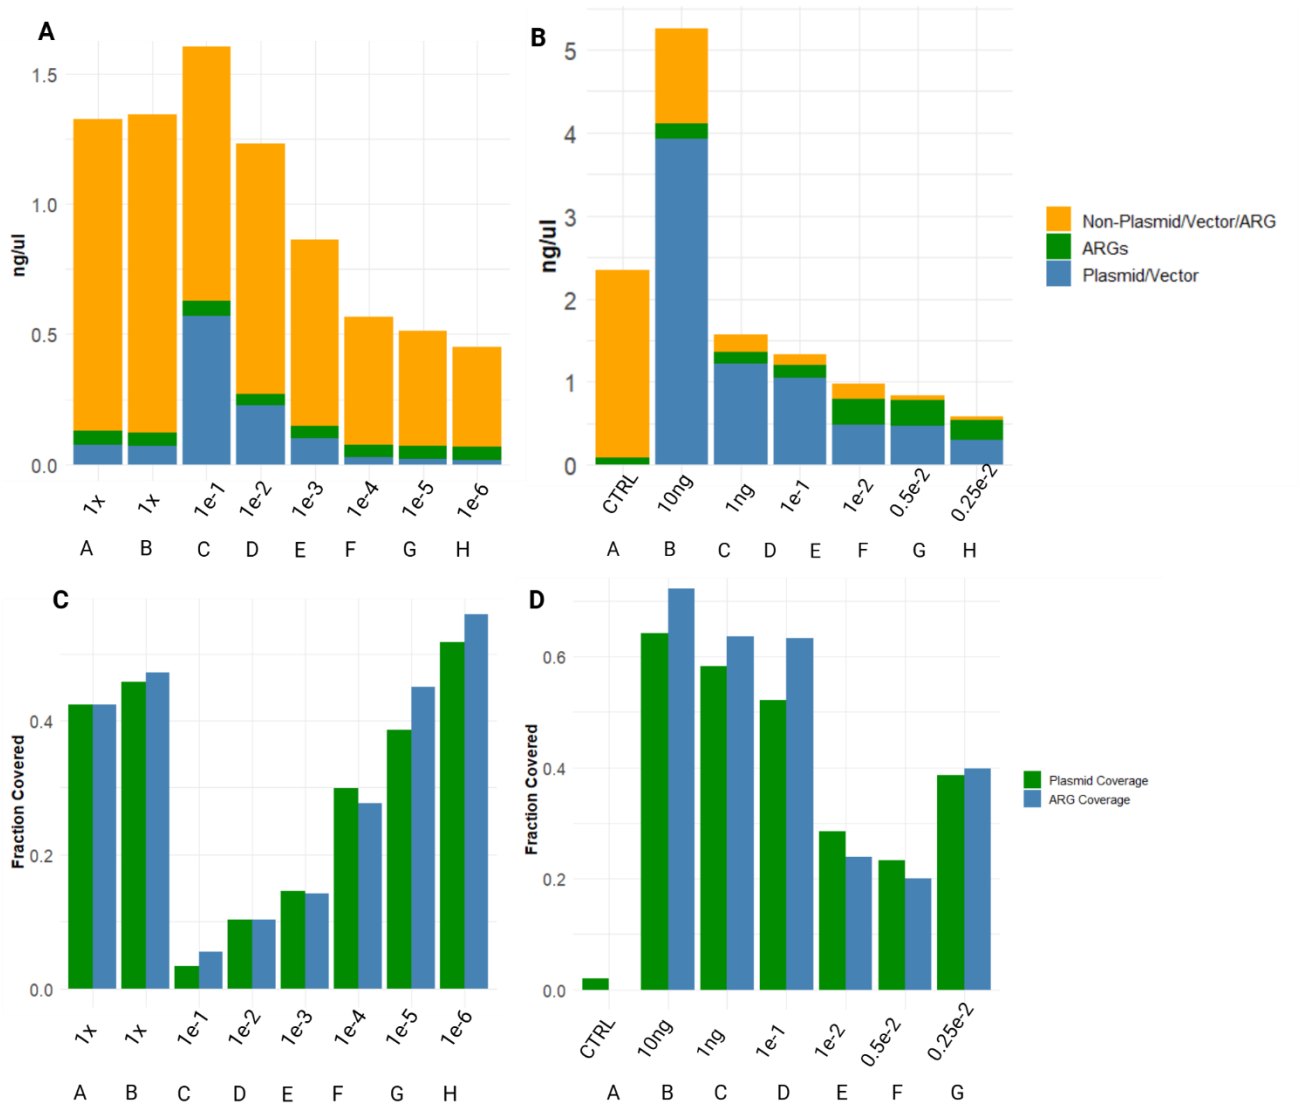 A
1.5
1.0
0.5
0.0
ng/ul
1x 1x 1e-1 1e-2 1e-3 1e-4 1e-5 1e-6
A B C D E F G H
B
5
4
3
2
1
0
ng/ul
CTRL 10ng 1ng 1e-1 1e-2 0.5e-2 0.25e-2
A B C D E F G H
Non-Plasmid/Vector/ARG
ARGs
Plasmid/Vector
C
0.4
0.2
0.0
Fraction Covered
1x 1x 1e-1 1e-2 1e-3 1e-4 1e-5 1e-6
A B C D E F G H
D
0.6
0.4
0.2
0.0
Fraction Covered
CTRL 10ng 1ng 1e-1 1e-2 0.5e-2 0.25e-2
A B C D E F G
Plasmid Coverage
ARG Coverage